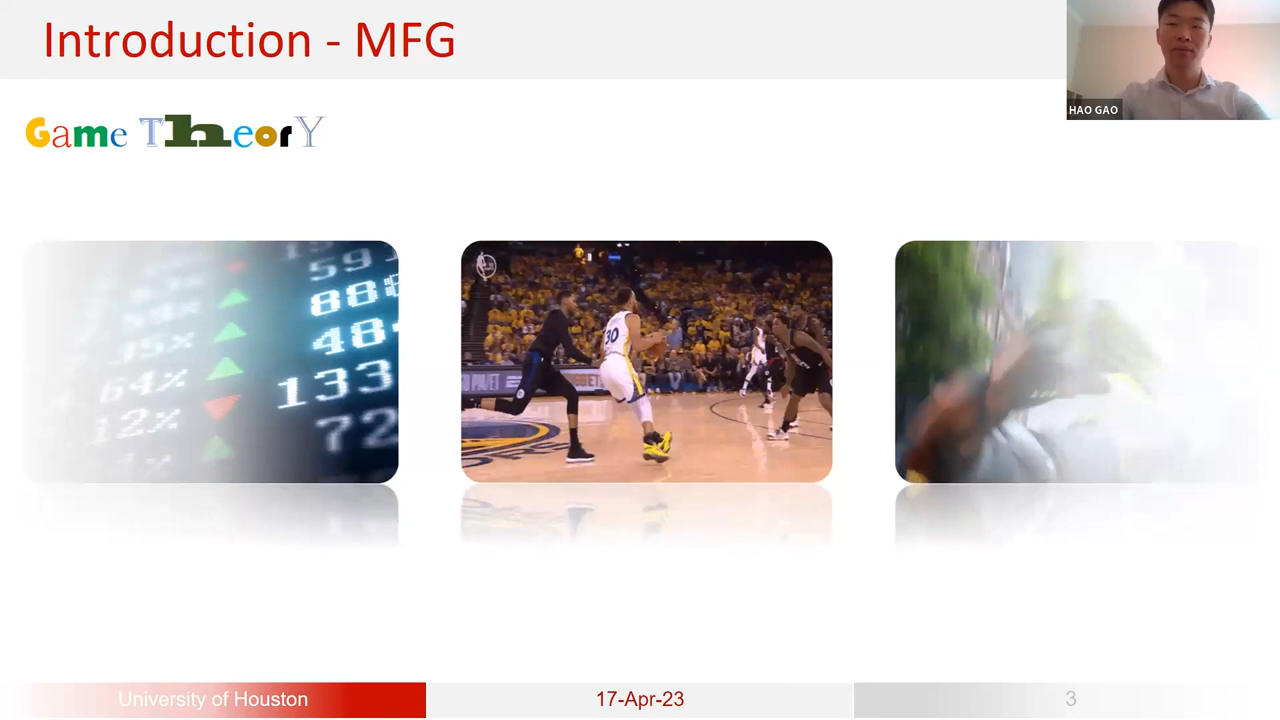 Introduction - MFG
HAO GAO
Game TheorY
591
48
64%
133
12%
72
30
University of Houston
17-Apr-23
3